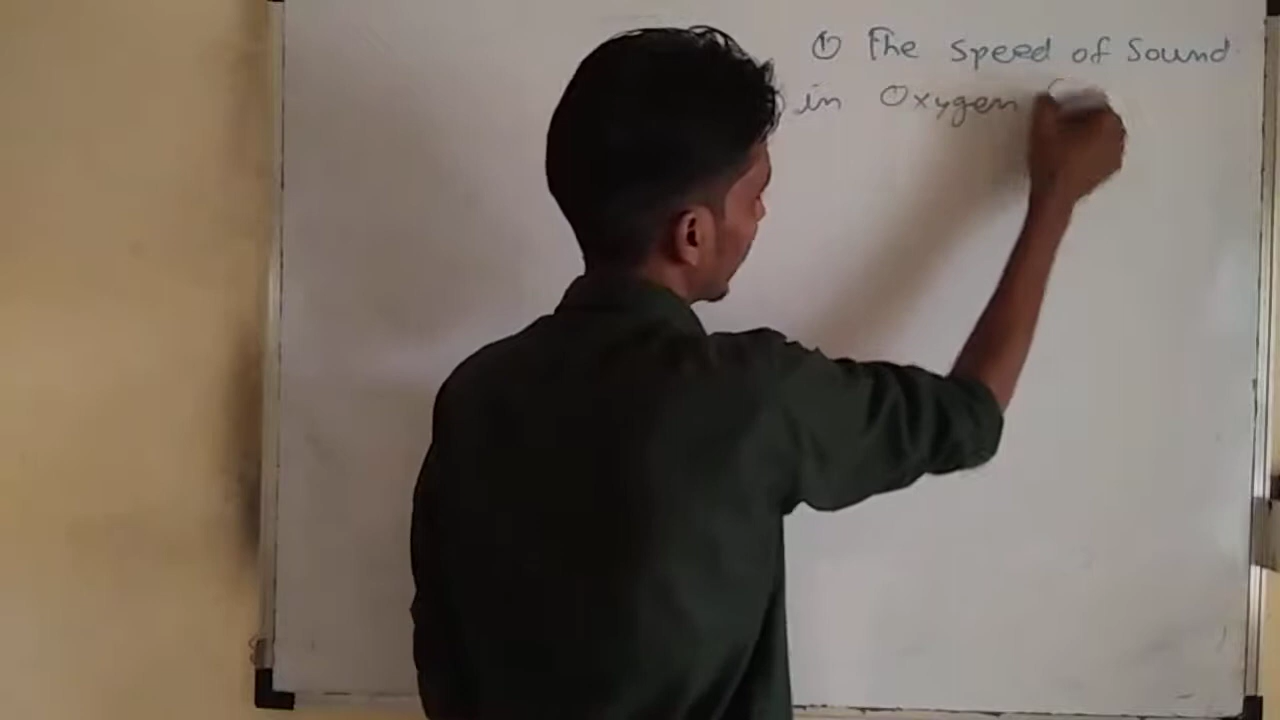 ① The Speed of Sound
in Oxygen